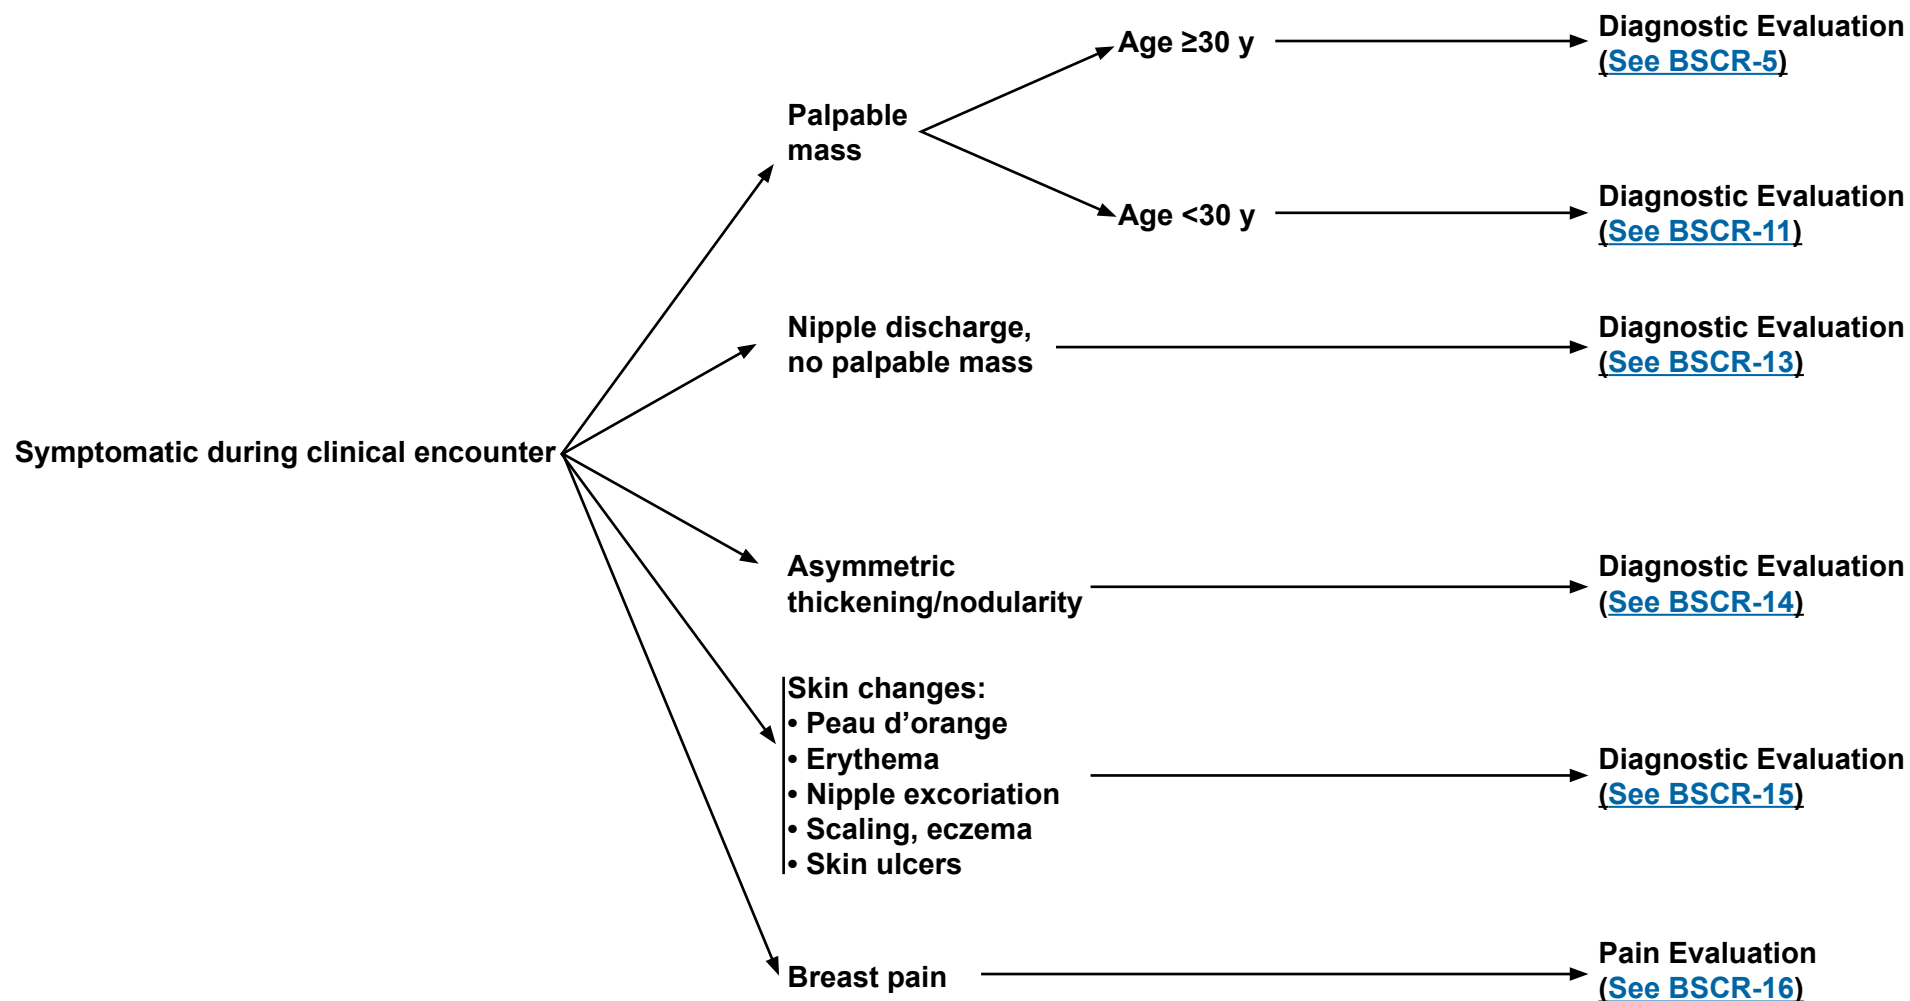 Symptomatic during clinical encounter
Palpable
mass
Age ≥30 y
Diagnostic Evaluation
(See BSCR-5)
Age <30 y
Diagnostic Evaluation
(See BSCR-11)
Nipple discharge,
no palpable mass
Diagnostic Evaluation
(See BSCR-13)
Asymmetric
thickening/nodularity
Diagnostic Evaluation
(See BSCR-14)
Skin changes:
• Peau d’orange
• Erythema
• Nipple excoriation
• Scaling, eczema
• Skin ulcers
Diagnostic Evaluation
(See BSCR-15)
Breast pain
Pain Evaluation
(See BSCR-16)